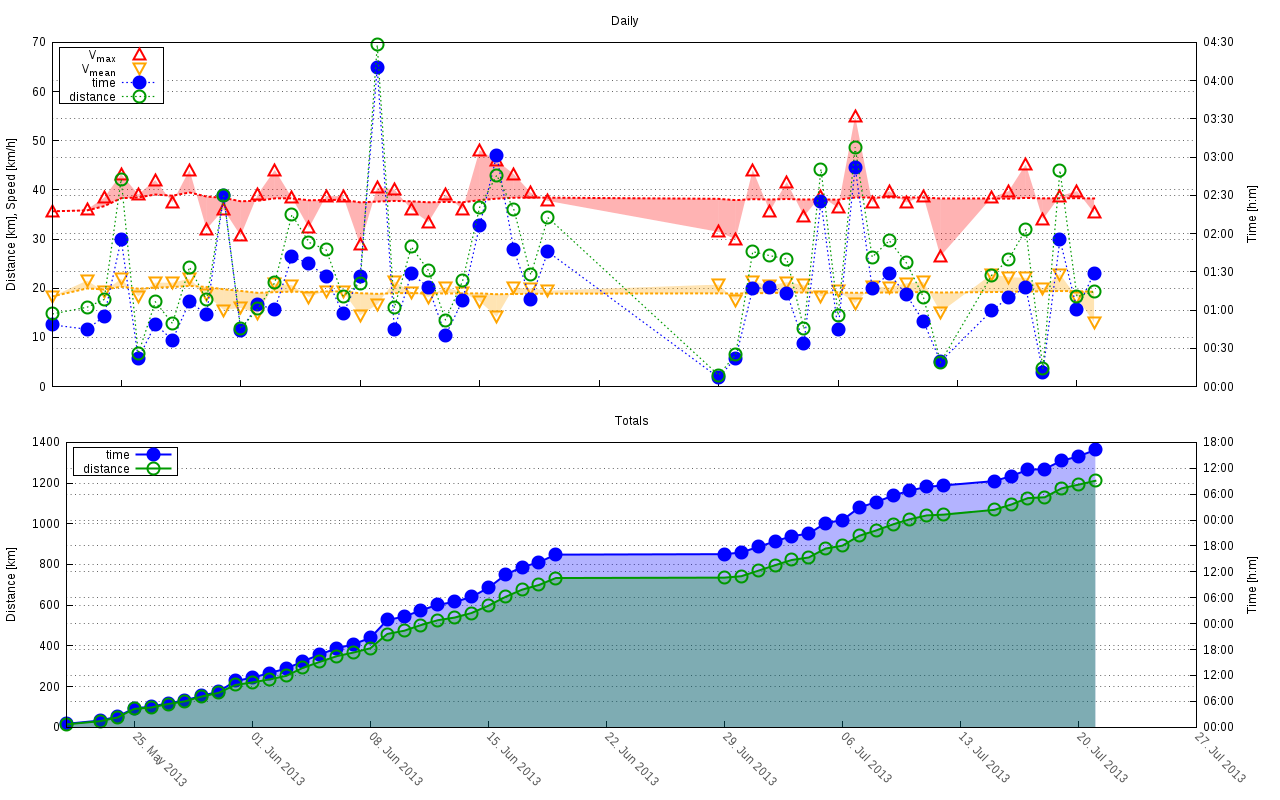 Daily
70
60
50
40
30
20
10
0
Distance [km], Speed [km/h]
Vmax
Vmean
time
distance
04:30
04:00
03:30
03:00
02:30
02:00
01:30
01:00
00:30
00:00
Time [h:m]
Totals
1400
1200
1000
800
600
400
200
0
Distance [km]
time
distance
18:00
12:00
06:00
00:00
18:00
12:00
06:00
00:00
18:00
12:00
06:00
00:00
Time [h:m]
25. May 2013
01. Jun 2013
08. Jun 2013
15. Jun 2013
22. Jun 2013
29. Jun 2013
06. Jul 2013
13. Jul 2013
20. Jul 2013
27. Jul 2013